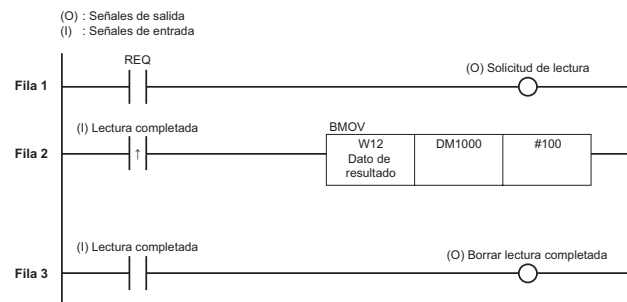 (O) : Señales de salida
(I) : Señales de entrada
REQ
(O) Solicitud de lectura
Fila 1
(I) Lectura completada
BMOV
Fila 2
↑
W12
Dato de
resultado
DM1000
#100
(I) Lectura completada
(O) Borrar lectura completada
Fila 3